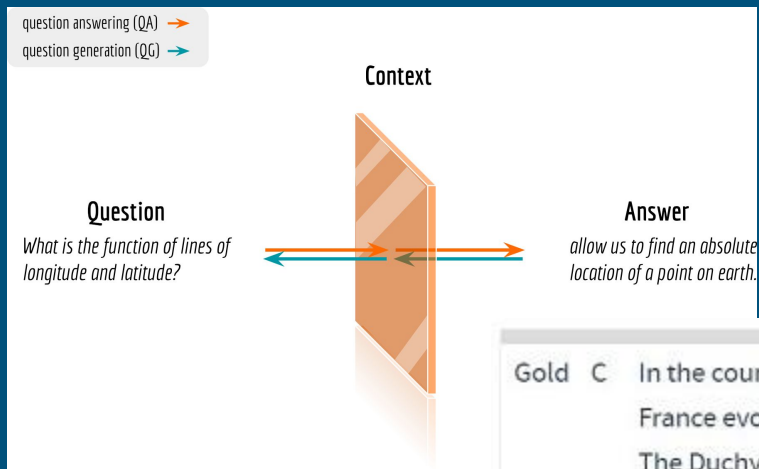 question answering (QA)
question generation (QG)
Context
Question
What is the function of lines of
longitude and latitude?
Answer
allow us to find an absolute
location of a point on earth.
Gold C In the cour
France evo
The Duchy